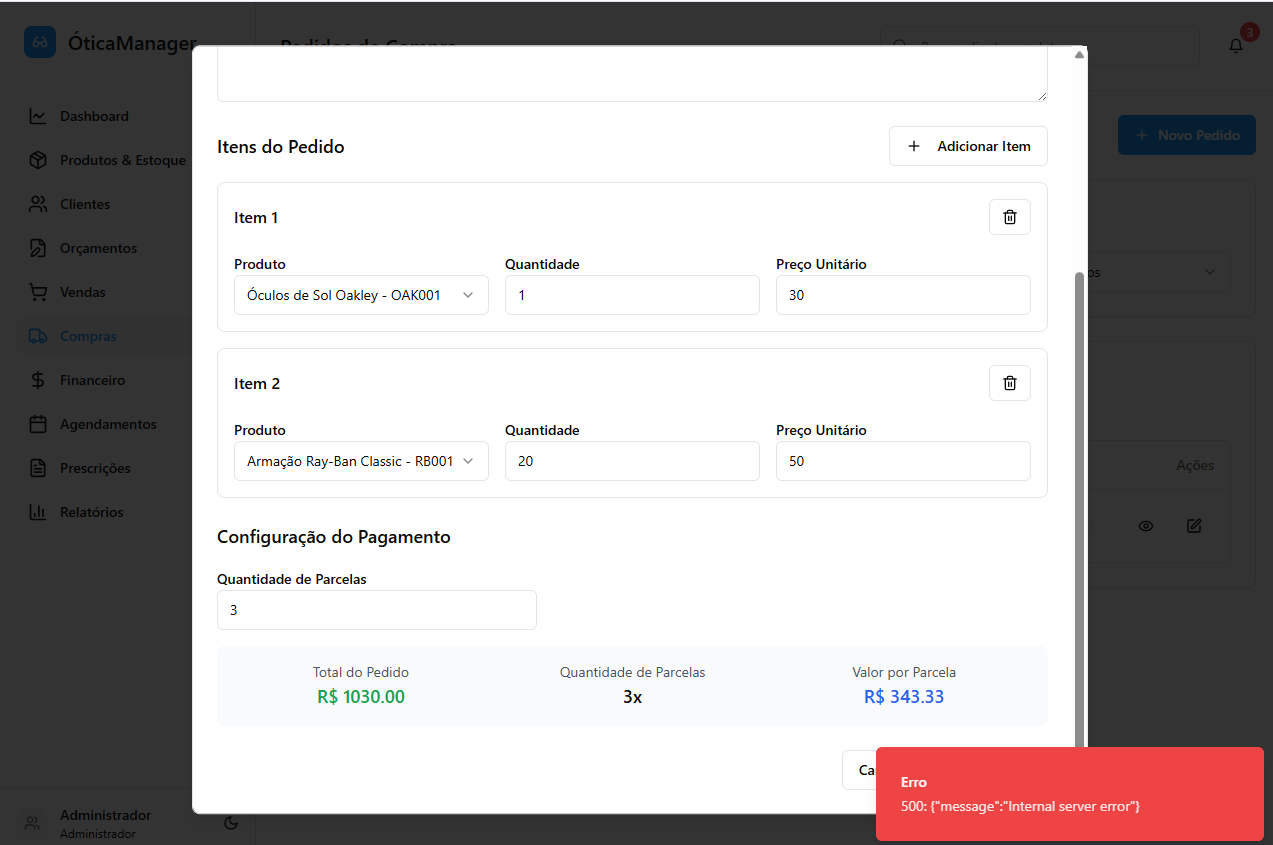 ÓticaManager
Pedidos de Compra
3
Dashboard
Produtos & Estoque
Clientes
Orçamentos
Vendas
Compras
Financeiro
Agendamentos
Prescrições
Relatórios
Administrador
Administrador
Novo Pedido
Ações
Itens do Pedido
Adicionar Item
Item 1
Produto
Quantidade
Preço Unitário
Óculos de Sol Oakley - OAK001
1
30
Item 2
Produto
Quantidade
Preço Unitário
Armação Ray-Ban Classic - RB001
20
50
Configuração do Pagamento
Quantidade de Parcelas
3
Total do Pedido
Quantidade de Parcelas
Valor por Parcela
R$ 1030.00
3x
R$ 343.33
Ca
Erro
500: {"message":"Internal server error"}